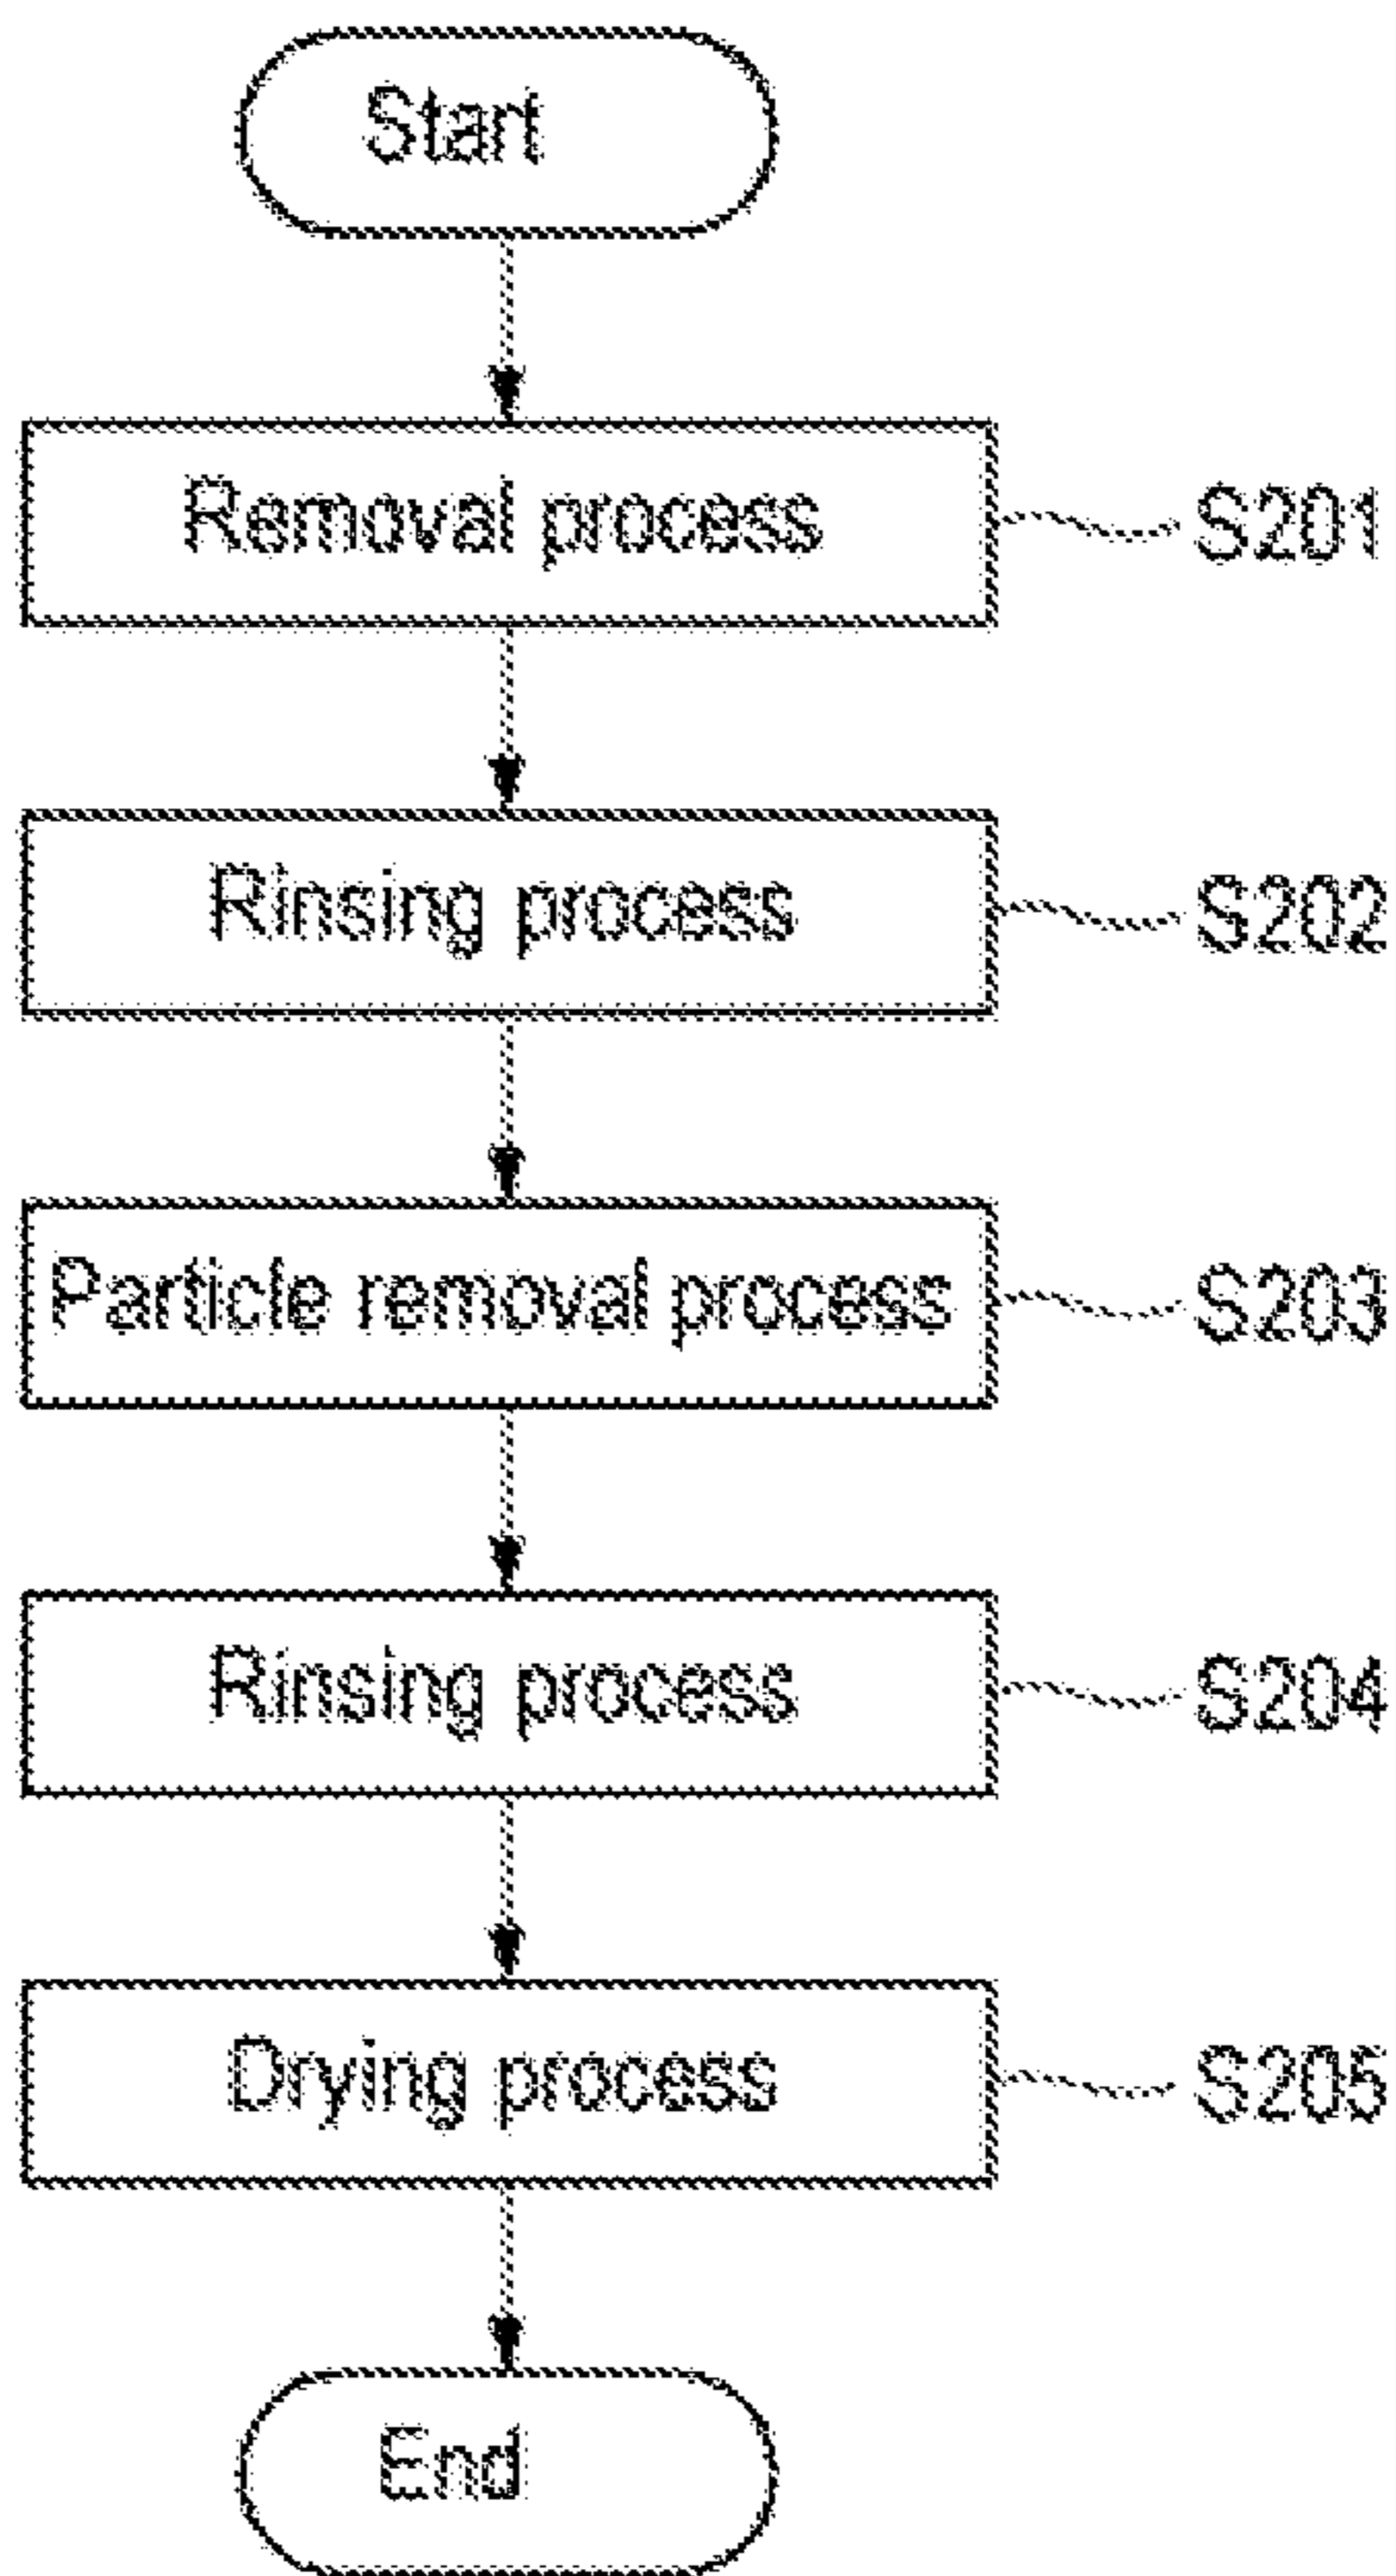 Start
Removal process S201
Rinsing process S202
Particle removal process S203
Rinsing process S204
Drying process S205
End